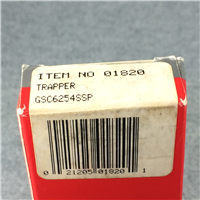 ITEM NO 01820
TRAPPER
GSC6254SSP
0 21205 01820 1